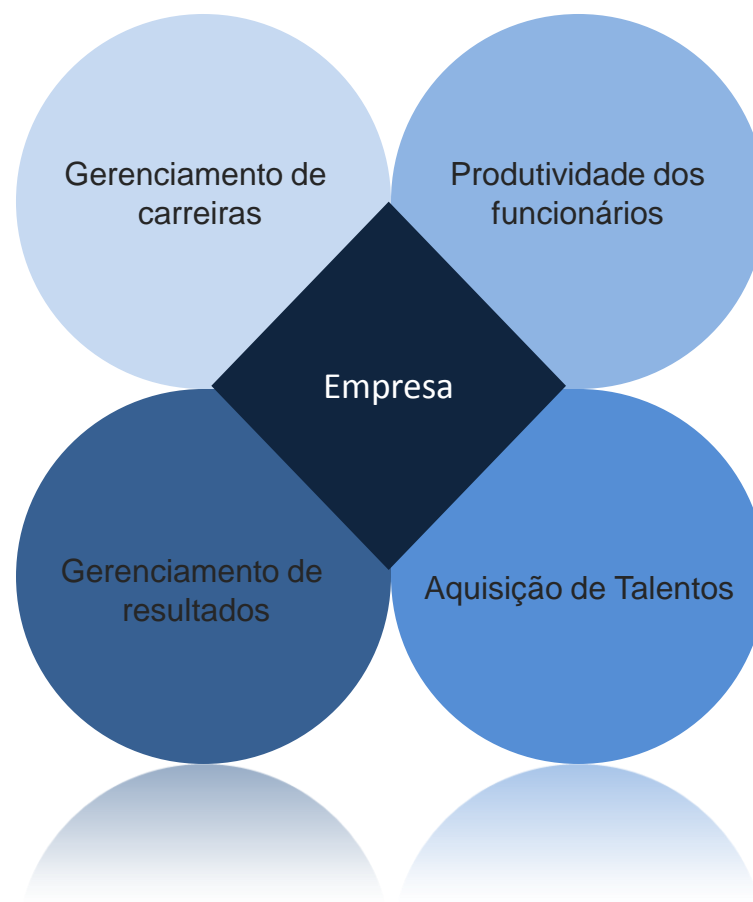 Gerenciamento de
carreiras
Produtividade dos
funcionários
Empresa
Gerenciamento de
resultados
Aquisição de Talentos